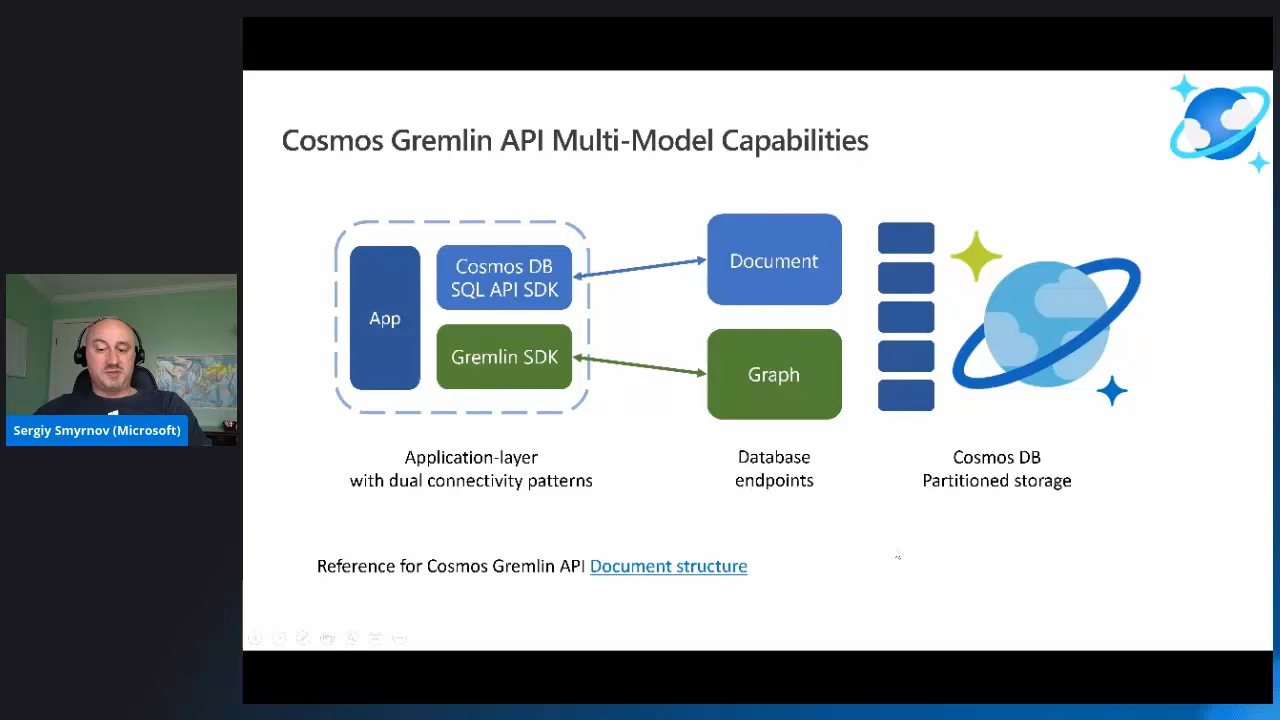 Cosmos Gremlin API Multi-Model Capabilities
App
Cosmos DB
SQL API SDK
Gremlin SDK
Document
Graph
Application-layer
with dual connectivity patterns
Database
endpoints
Cosmos DB
Partitioned storage
Reference for Cosmos Gremlin API Document structure
Sergiy Smyrnov (Microsoft)